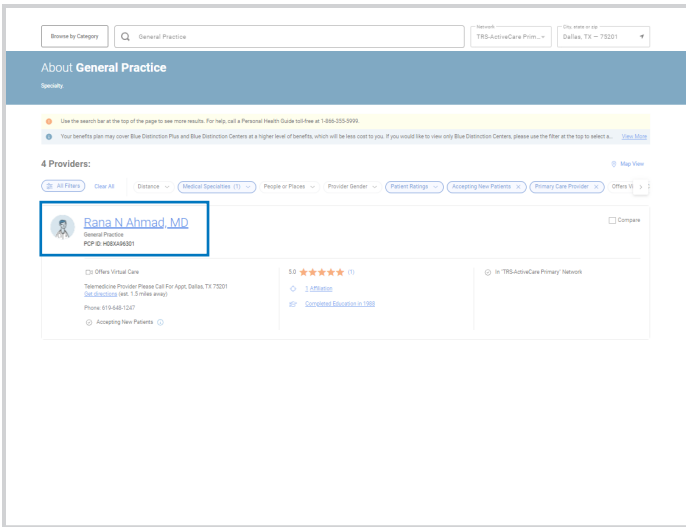 Browse by Category
General Practice
Network
TRS-ActiveCare Prim...
City, state or zip
Dallas, TX – 75201
About General Practice
Specialty
Use the search bar at the top of the page to see more results. For help, call a Personal Health Guide toll-free at 1-866-355-5999.
Your benefits plan may cover Blue Distinction Plus and Blue Distinction Centers at a higher level of benefits, which will be less cost to you. If you would like to view only Blue Distinction Centers, please use the filter at the top to select a... View More
4 Providers:
Map View
All Filters
Clear All
Distance
Medical Specialties (1)
People or Places
Provider Gender
Patient Ratings
Accepting New Patients
Primary Care Provider
Offers Vi
Rana N Ahmad, MD
General Practice
PCP ID: H08XA96301
Compare
Offers Virtual Care
Telemedicine Provider Please Call For Appt, Dallas, TX 75201
Get directions (est. 1.5 miles away)
Phone: 619-648-1247
Accepting New Patients
5.0 (1)
1 Affiliation
Completed Education in 1988
In 'TRS-ActiveCare Primary' Network